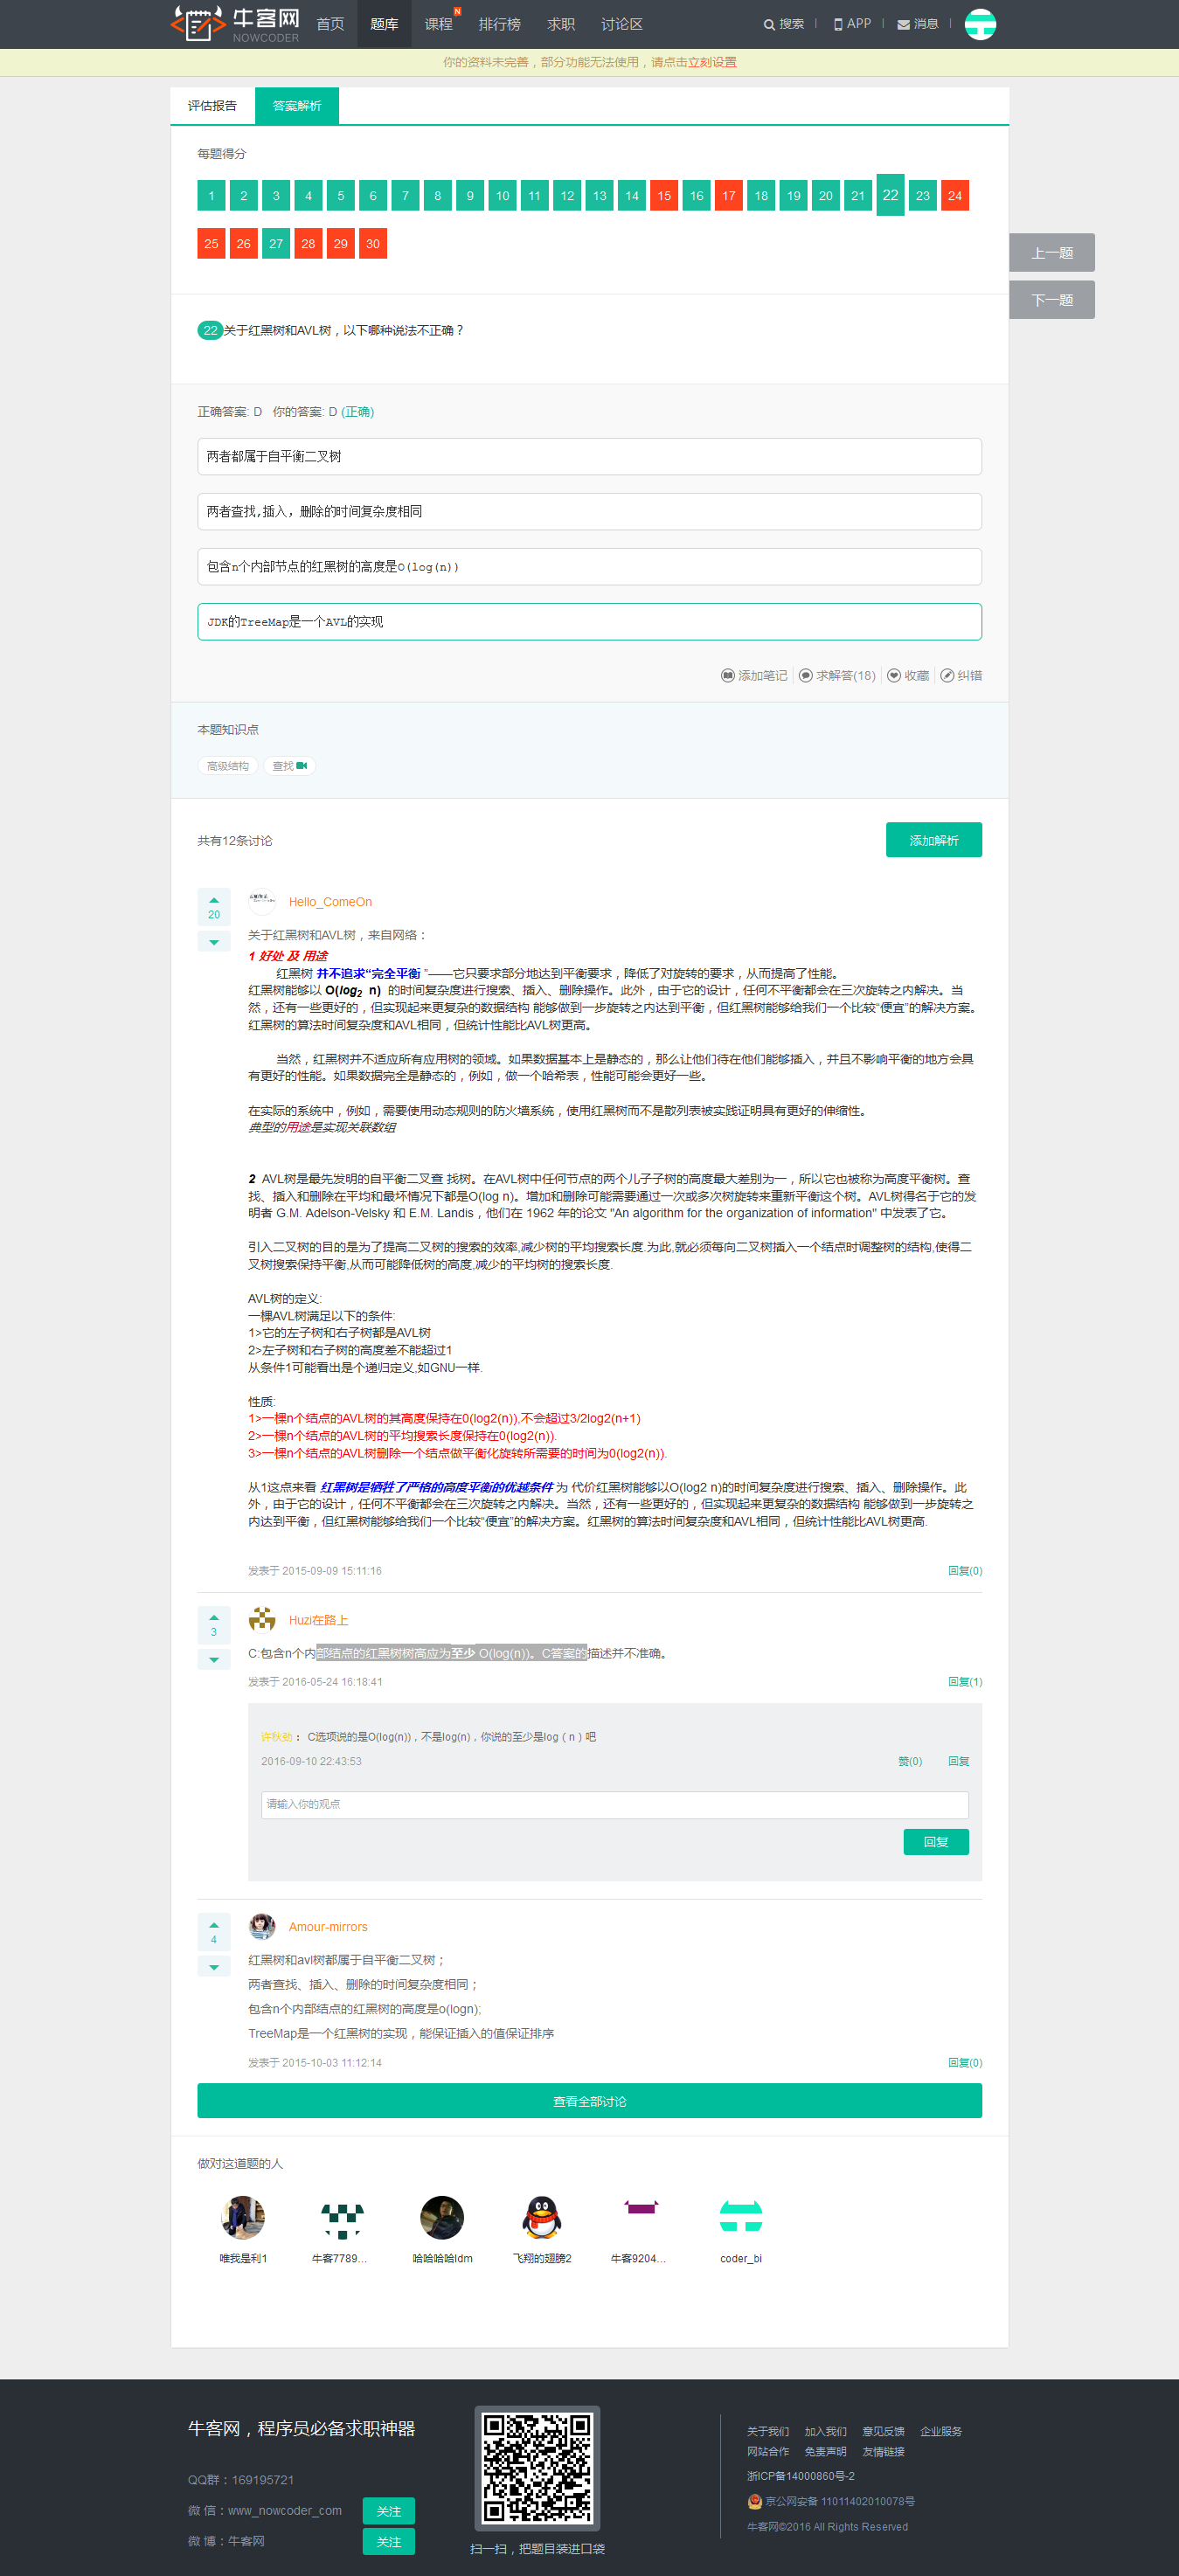 牛客网
NOWCODER
首页 题库 课程 N 排行榜 求职 讨论区 搜索 APP 消息
你的资料未完善，部分功能无法使用，请点击立刻设置
评估报告 答案解析
每题得分
1 2 3 4 5 6 7 8 9 10 11 12 13 14 15 16 17 18 19 20 21 22 23 24
25 26 27 28 29 30
上一题
下一题
22关于红黑树和AVL树，以下哪种说法不正确？
正确答案: D 你的答案: D (正确)
两者都属于自平衡二叉树
两者查找,插入，删除的时间复杂度相同
包含n个内部节点的红黑树的高度是O(log(n))
JDK的TreeMap是一个AVL的实现
添加笔记 求解答(18) 收藏 纠错
本题知识点
高级结构 查找
共有12条讨论 添加解析
20 Hello_ComeOn
关于红黑树和AVL树，来自网络：
1 好处 及 用途
红黑树 并不追求“完全平衡 ”——它只要求部分地达到平衡要求，降低了对旋转的要求，从而提高了性能。
红黑树能够以 O(log2 n) 的时间复杂度进行搜索、插入、删除操作。此外，由于它的设计，任何不平衡都会在三次旋转之内解决。当
然，还有一些更好的，但实现起来更复杂的数据结构 能够做到一步旋转之内达到平衡，但红黑树能够给我们一个比较“便宜”的解决方案。
红黑树的算法时间复杂度和AVL相同，但统计性能比AVL树更高。
当然，红黑树并不适应所有应用树的领域。如果数据基本上是静态的，那么让他们待在他们能够插入，并且不影响平衡的地方会具
有更好的性能。如果数据完全是静态的，例如，做一个哈希表，性能可能会更好一些。
在实际的系统中，例如，需要使用动态规则的防火墙系统，使用红黑树而不是散列表被实践证明具有更好的伸缩性。
典型的用途是实现关联数组
2 AVL树是最先发明的自平衡二叉查 找树。在AVL树中任何节点的两个儿子子树的高度最大差别为一，所以它也被称为高度平衡树。查
找、插入和删除在平均和最坏情况下都是O(log n)。增加和删除可能需要通过一次或多次树旋转来重新平衡这个树。AVL树得名于它的发
明者 G.M. Adelson-Velsky 和 E.M. Landis，他们在 1962 年的论文 "An algorithm for the organization of information" 中发表了它。
引入二叉树的目的是为了提高二叉树的搜索的效率,减少树的平均搜索长度.为此,就必须每向二叉树插入一个结点时调整树的结构,使得二
叉树搜索保持平衡,从而可能降低树的高度,减少的平均树的搜索长度.
AVL树的定义:
一棵AVL树满足以下的条件:
1>它的左子树和右子树都是AVL树
2>左子树和右子树的高度差不能超过1
从条件1可能看出是个递归定义,如GNU一样.
性质:
1>一棵n个结点的AVL树的其高度保持在0(log2(n)),不会超过3/2log2(n+1)
2>一棵n个结点的AVL树的平均搜索长度保持在0(log2(n)).
3>一棵n个结点的AVL树删除一个结点做平衡化旋转所需要的时间为0(log2(n)).
从1这点来看 红黑树是牺牲了严格的高度平衡的优越条件 为 代价红黑树能够以O(log2 n)的时间复杂度进行搜索、插入、删除操作。此
外，由于它的设计，任何不平衡都会在三次旋转之内解决。当然，还有一些更好的，但实现起来更复杂的数据结构 能够做到一步旋转之
内达到平衡，但红黑树能够给我们一个比较“便宜”的解决方案。红黑树的算法时间复杂度和AVL相同，但统计性能比AVL树更高.
发表于 2015-09-09 15:11:16 回复(0)
3 Huzi在路上
C:包含n个内部结点的红黑树树高应为至少 O(log(n))。C答案的描述并不准确。
发表于 2016-05-24 16:18:41 回复(1)
许秋劲： C选项说的是O(log(n))，不是log(n)，你说的至少是log（n）吧
2016-09-10 22:43:53 赞(0) 回复
请输入你的观点
回复
4 Amour-mirrors
红黑树和avl树都属于自平衡二叉树；
两者查找、插入、删除的时间复杂度相同；
包含n个内部结点的红黑树的高度是o(logn);
TreeMap是一个红黑树的实现，能保证插入的值保证排序
发表于 2015-10-03 11:12:14 回复(0)
查看全部讨论
做对这道题的人
唯我是利1 牛客7789... 哈哈哈哈ldm 飞翔的翅膀2 牛客9204... coder_bi
牛客网，程序员必备求职神器
QQ群：169195721
微 信：www_nowcoder_com 关注
微 博：牛客网 关注
扫一扫，把题目装进口袋
关于我们 加入我们 意见反馈 企业服务
网站合作 免责声明 友情链接
浙ICP备14000860号-2
京公网安备 11011402010078号
牛客网©2016 All Rights Reserved